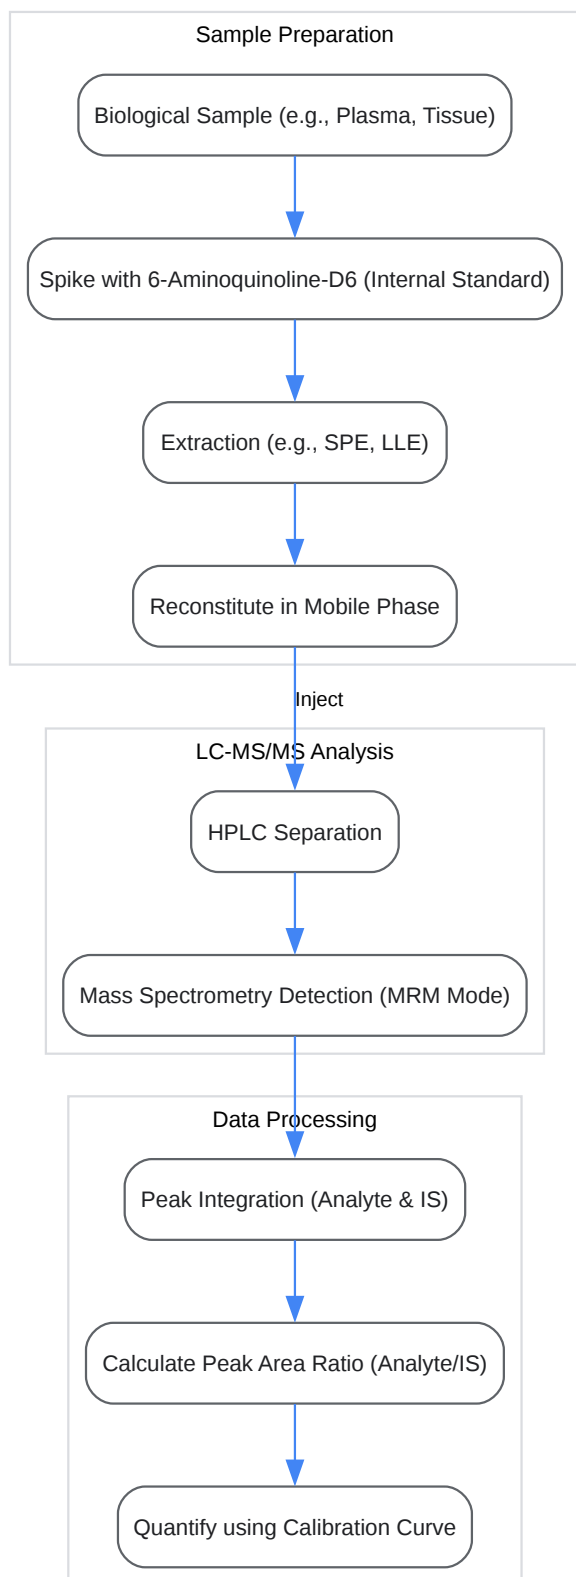 Sample Preparation
Biological Sample (e.g., Plasma, Tissue)
Spike with 6-Aminoquinoline-D6 (Internal Standard)
Extraction (e.g., SPE, LLE)
Reconstitute in Mobile Phase
Inject
LC-MS/MS Analysis
HPLC Separation
Mass Spectrometry Detection (MRM Mode)
Data Processing
Peak Integration (Analyte & IS)
Calculate Peak Area Ratio (Analyte/IS)
Quantify using Calibration Curve